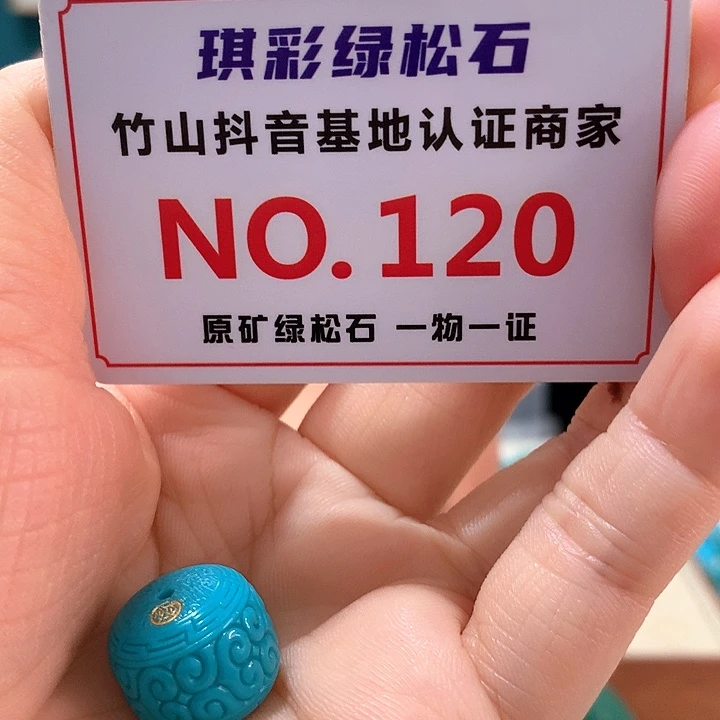 琪彩绿松石
竹山抖音基地认证商家
NO.120
原矿绿松石 一物一证